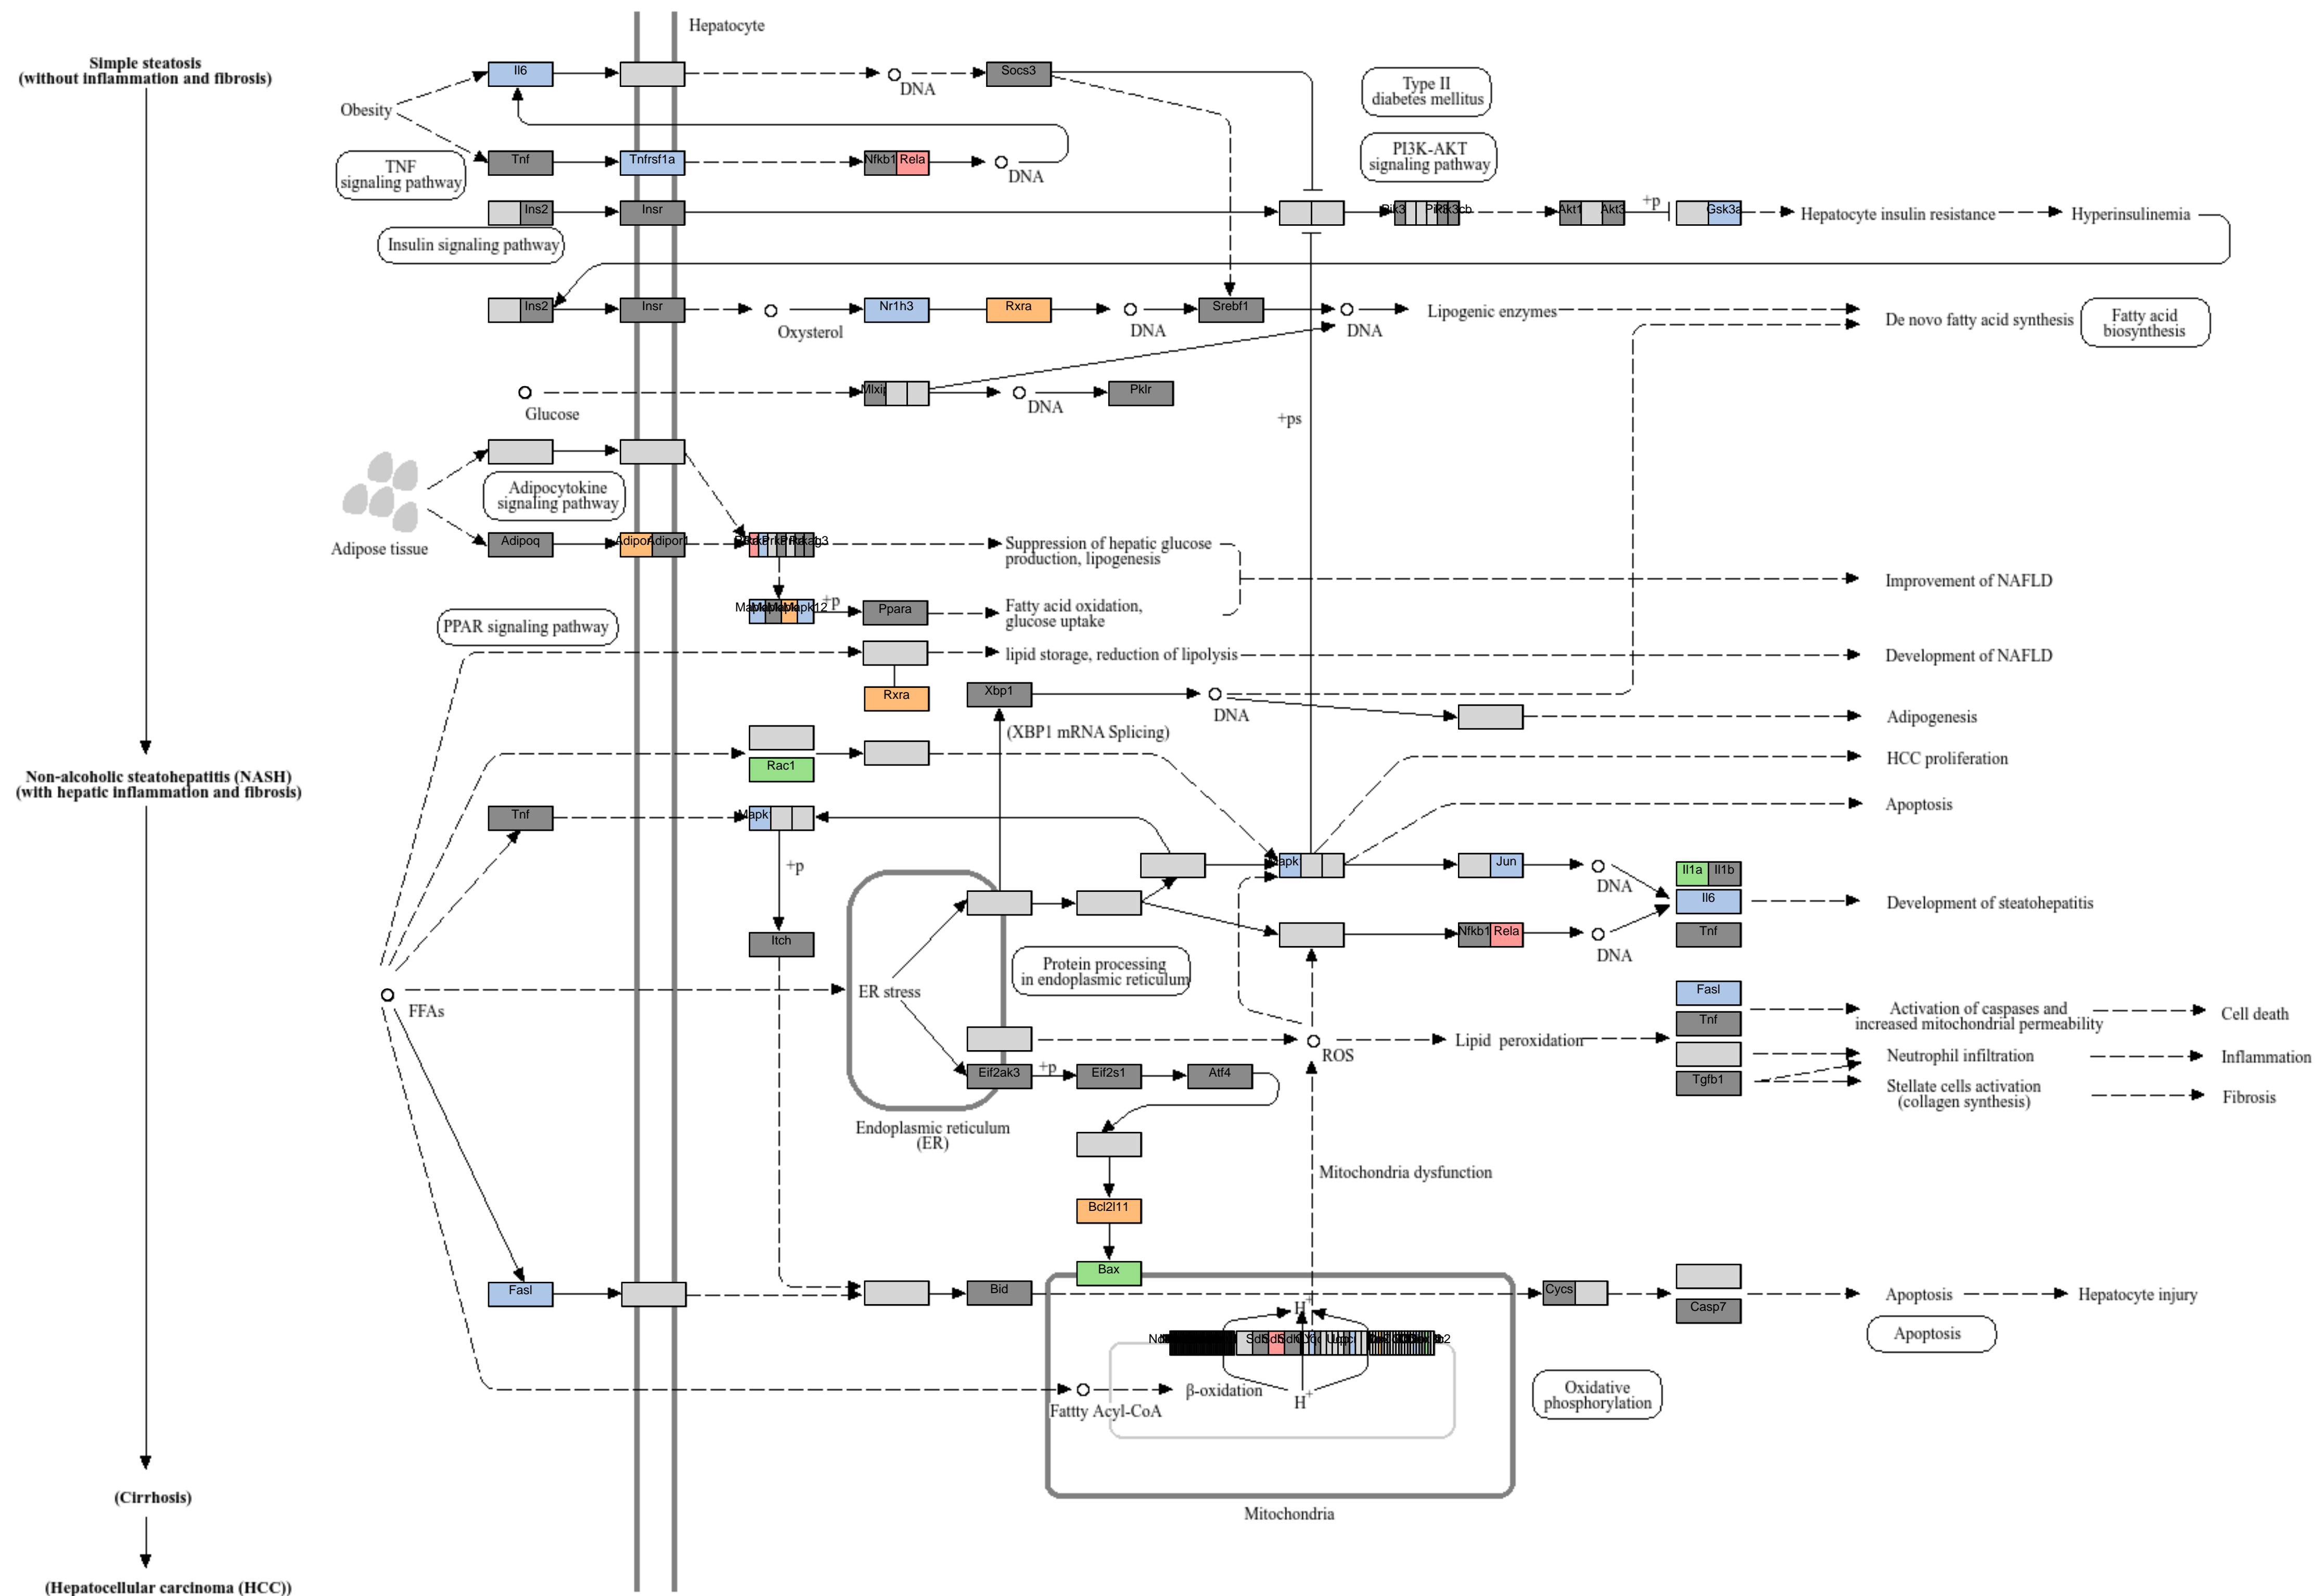 Hepatocyte
Simple steatosis
(without inflammation and fibrosis)
Il6
DNA
Socs3
Type II
diabetes mellitus
Obesity
TNF
signaling pathway
Tnf
Tnfrsf1a
Nfkb1
Rela
DNA
PI3K-AKT
signaling pathway
Ins2
Insr
Akt1
Akt3
+p
Gsk3a
Hepatocyte insulin resistance
Hyperinsulinemia
Insulin signaling pathway
Ins2
Insr
Oxysterol
Nr1h3
Rxra
DNA
Srebf1
DNA
Lipogenic enzymes
De novo fatty acid synthesis
Fatty acid
biosynthesis
Glucose
DNA
Pklr
+ps
Adipocytokine
signaling pathway
Adipose tissue
Adipoq
Adipor1
Suppression of hepatic glucose
production, lipogenesis
Improvement of NAFLD
Mapk12
+p
Ppara
Fatty acid oxidation,
glucose uptake
PPAR signaling pathway
lipid storage, reduction of lipolysis
Development of NAFLD
Rxra
Xbp1
DNA
Adipogenesis
(XBP1 mRNA Splicing)
HCC proliferation
Rac1
Non-alcoholic steatohepatitis (NASH)
(with hepatic inflammation and fibrosis)
Apoptosis
Tnf
Mapk
+p
Jun
DNA
Il1a
Il1b
Il6
Development of steatohepatitis
Itch
Nfkb1
Rela
DNA
Tnf
Protein processing
in endoplasmic reticulum
ER stress
FFAs
Fasl
Tnf
Activation of caspases and
increased mitochondrial permeability
Cell death
ROS
Lipid peroxidation
Neutrophil infiltration
Inflammation
Eif2ak3
+p
Eif2s1
Atf4
Tgfb1
Stellate cells activation
(collagen synthesis)
Fibrosis
Endoplasmic reticulum
(ER)
Mitochondria dysfunction
Bcl2l11
Bax
Fasl
Bid
Cycs
Casp7
Apoptosis
Hepatocyte injury
Apoptosis
H+
β-oxidation
H+
Fattty Acyl-CoA
Oxidative
phosphorylation
Mitochondria
(Cirrhosis)
(Hepatocellular carcinoma (HCC))